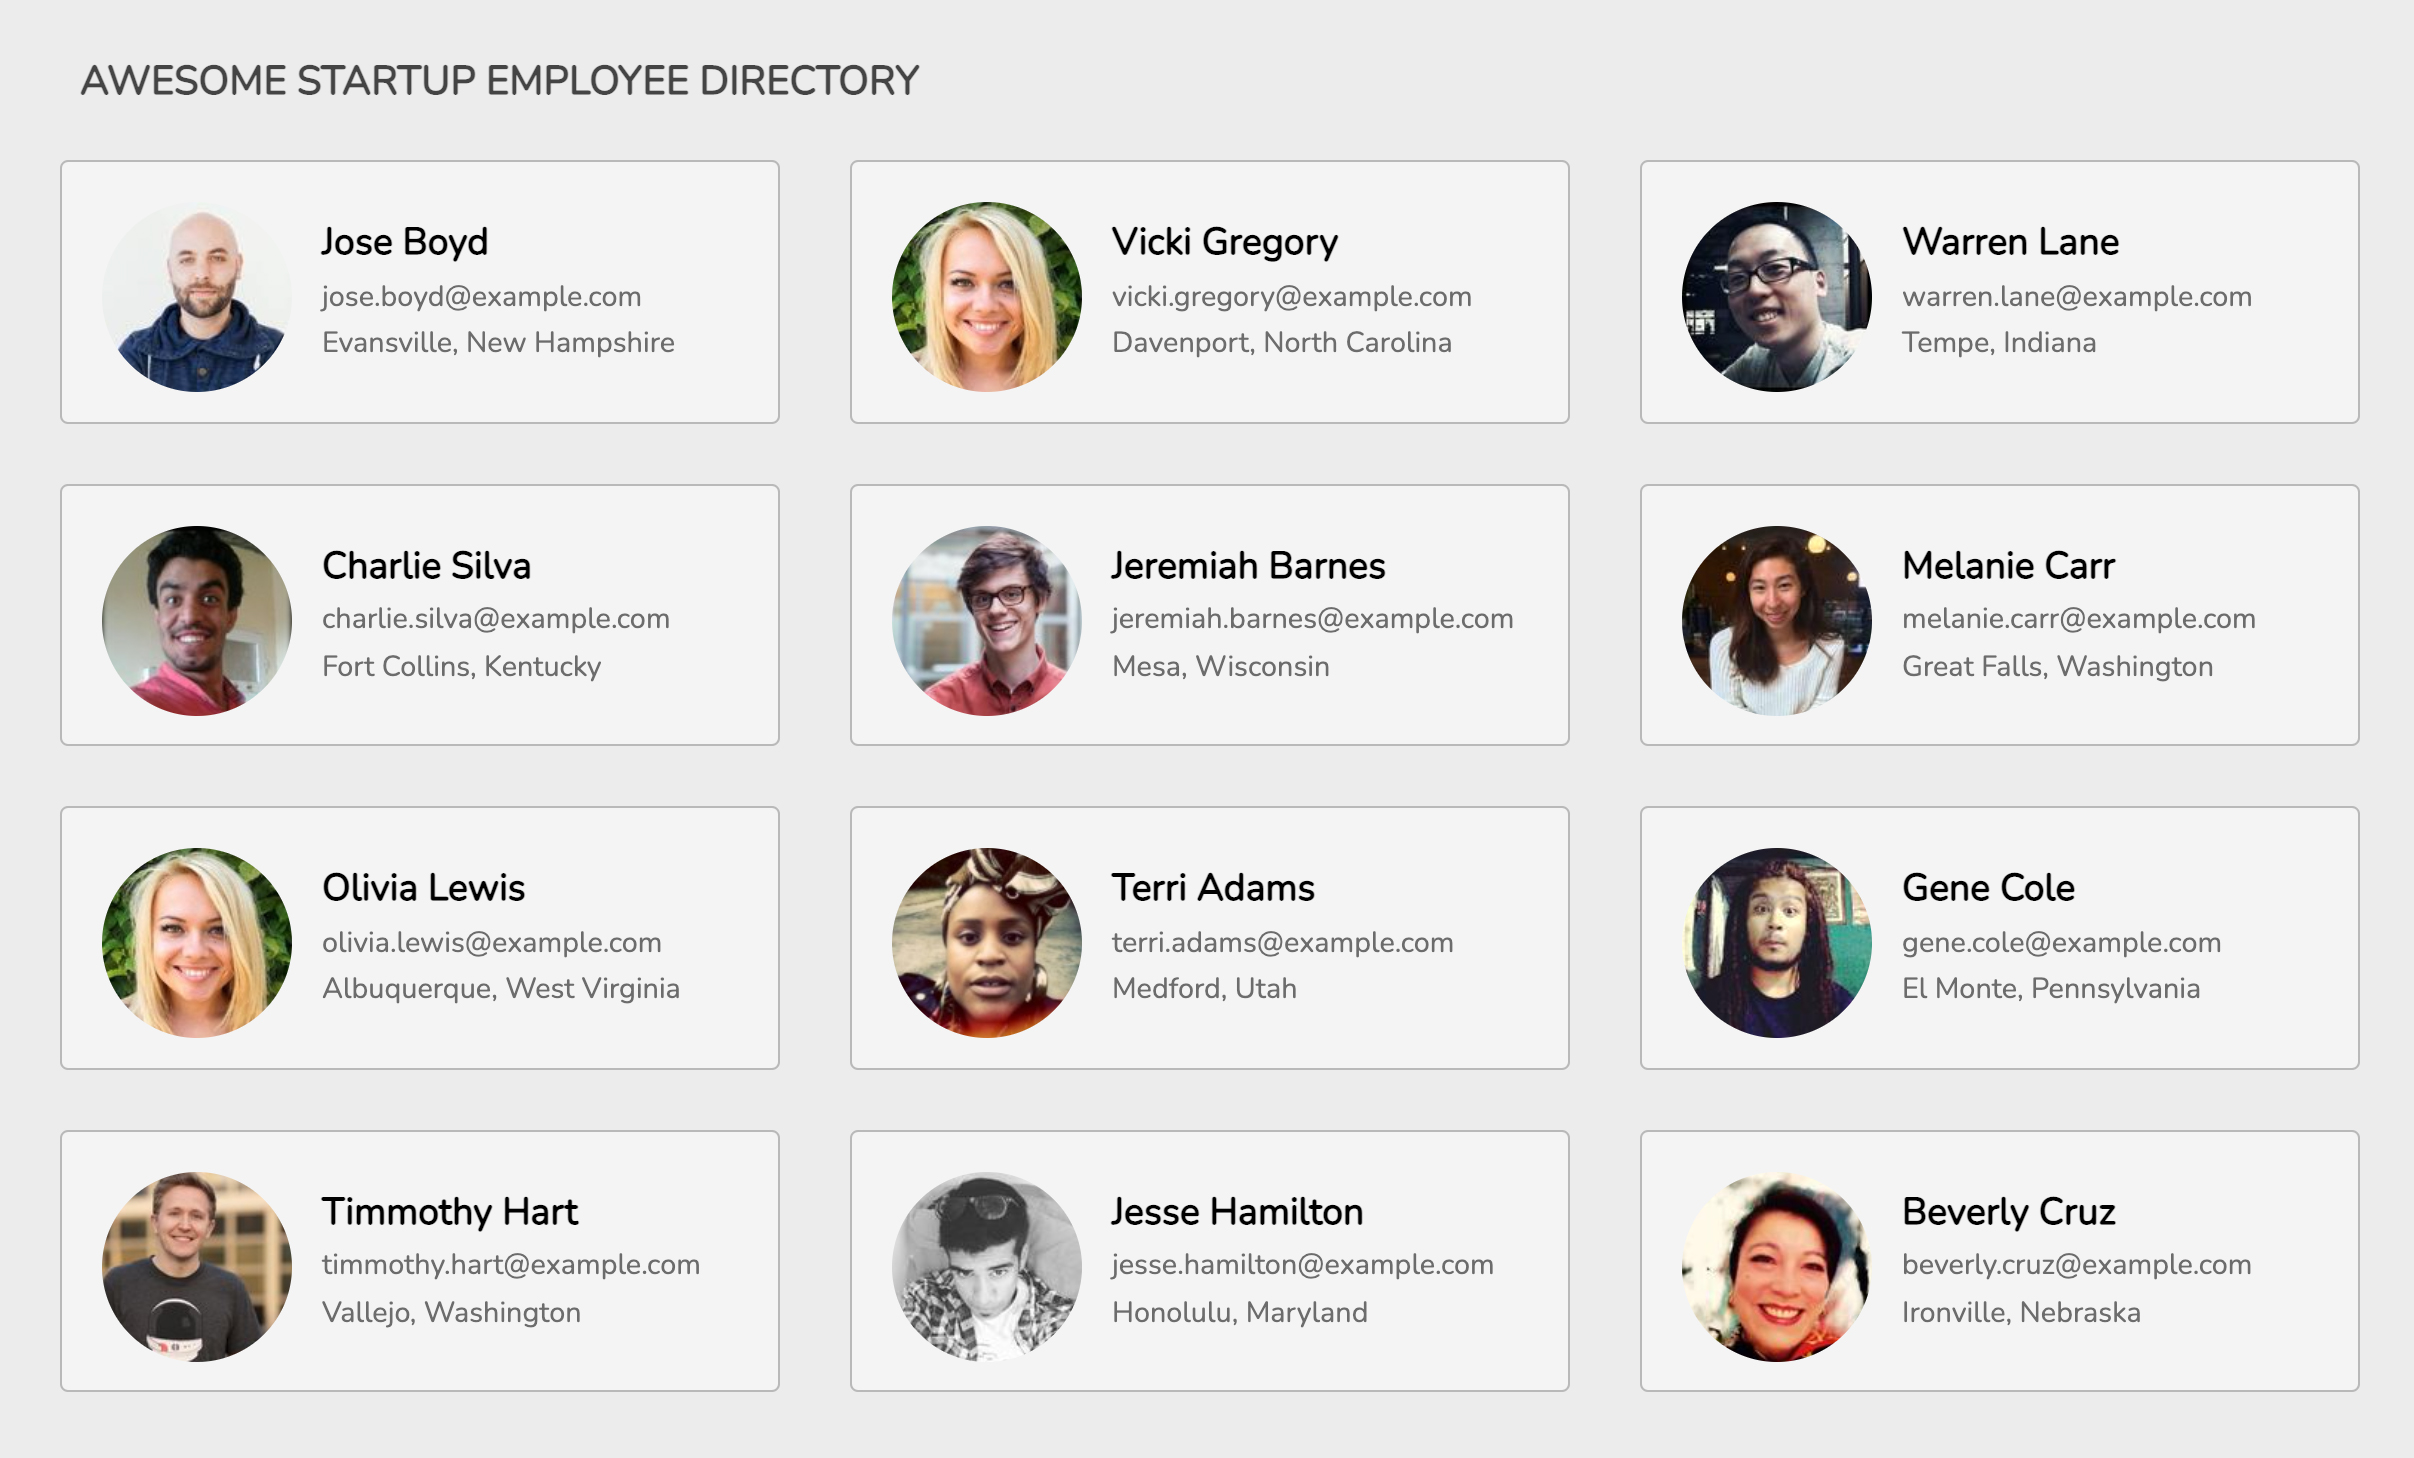 AWESOME STARTUP EMPLOYEE DIRECTORY
Jose Boyd
jose.boyd@example.com
Evansville, New Hampshire
Vicki Gregory
vicki.gregory@example.com
Davenport, North Carolina
Warren Lane
warren.lane@example.com
Tempe, Indiana
Charlie Silva
charlie.silva@example.com
Fort Collins, Kentucky
Jeremiah Barnes
jeremiah.barnes@example.com
Mesa, Wisconsin
Melanie Carr
melanie.carr@example.com
Great Falls, Washington
Olivia Lewis
olivia.lewis@example.com
Albuquerque, West Virginia
Terri Adams
terri.adams@example.com
Medford, Utah
Gene Cole
gene.cole@example.com
El Monte, Pennsylvania
Timmothy Hart
timmothy.hart@example.com
Vallejo, Washington
Jesse Hamilton
jesse.hamilton@example.com
Honolulu, Maryland
Beverly Cruz
beverly.cruz@example.com
Ironville, Nebraska